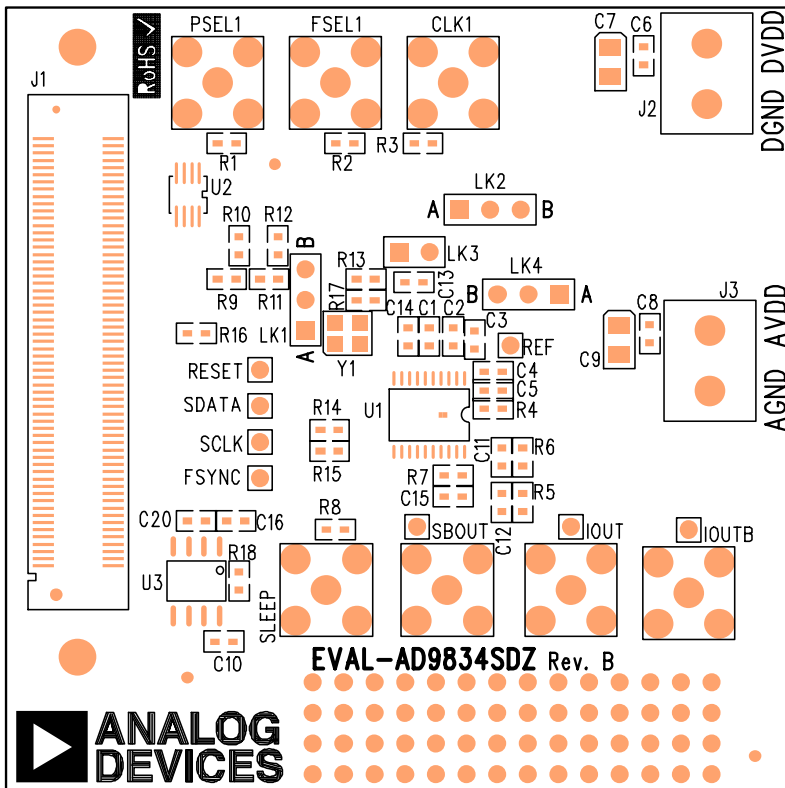 PSEL1
FSEL1
CLK1
C7
C6
RoHS
J1
J2
DGND DVDD
R1
R2
R3
U2
LK2
A
B
R10
R12
B
LK3
R13
C13
R9
R11
R17
LK4
B
A
J3
C14
C1
C2
C3
C8
R16
LK1
A
Y1
REF
C9
AGND AVDD
RESET
C4
C5
SDATA
R4
U1
R14
SCLK
R15
C11
R6
FSYNC
R7
C15
R5
C12
C20
C16
R8
SBOUT
IOUT
IOUTB
R18
U3
SLEEP
C10
EVAL-AD9834SDZ Rev. B
ANALOG
DEVICES